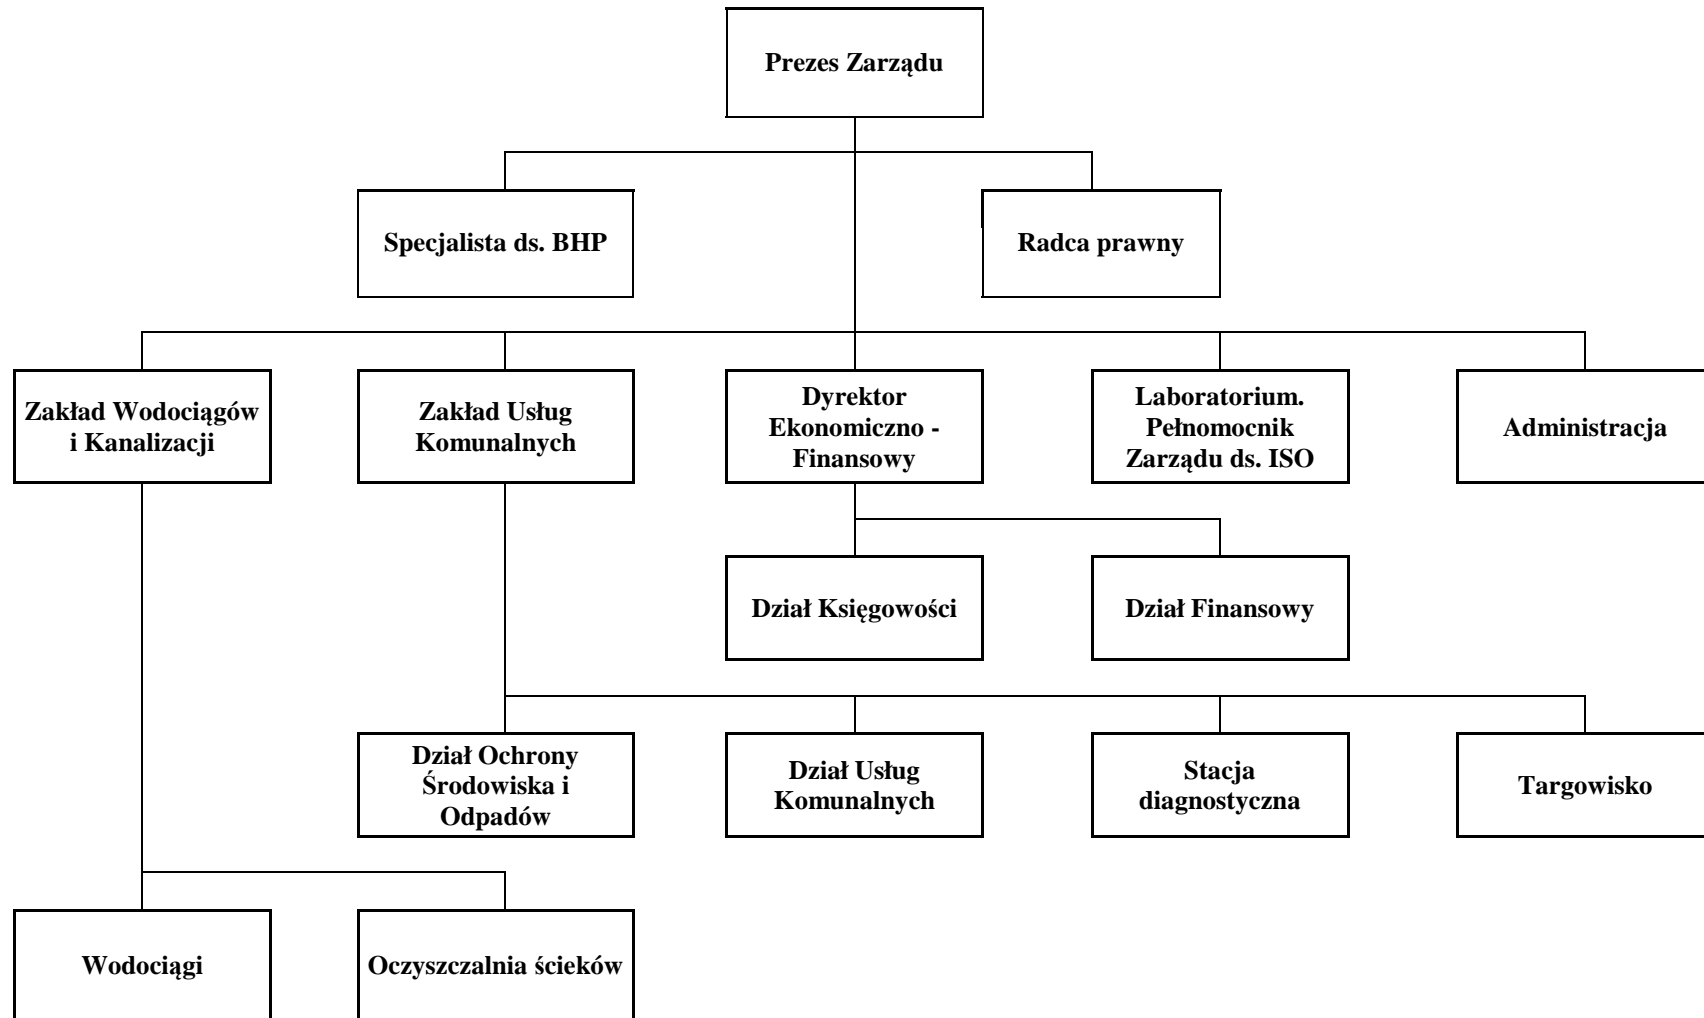 Prezes Zarządu
Specjalista ds. BHP
Radca prawny
Zakład Wodociągów
i Kanalizacji
Zakład Usług
Komunalnych
Dyrektor
Ekonomiczno -
Finansowy
Laboratorium.
Pełnomocnik
Zarządu ds. ISO
Administracja
Dział Księgowości
Dział Finansowy
Dział Ochrony
Środowiska i
Odpadów
Dział Usług
Komunalnych
Stacja
diagnostyczna
Targowisko
Wodociągi
Oczyszczalnia ścieków